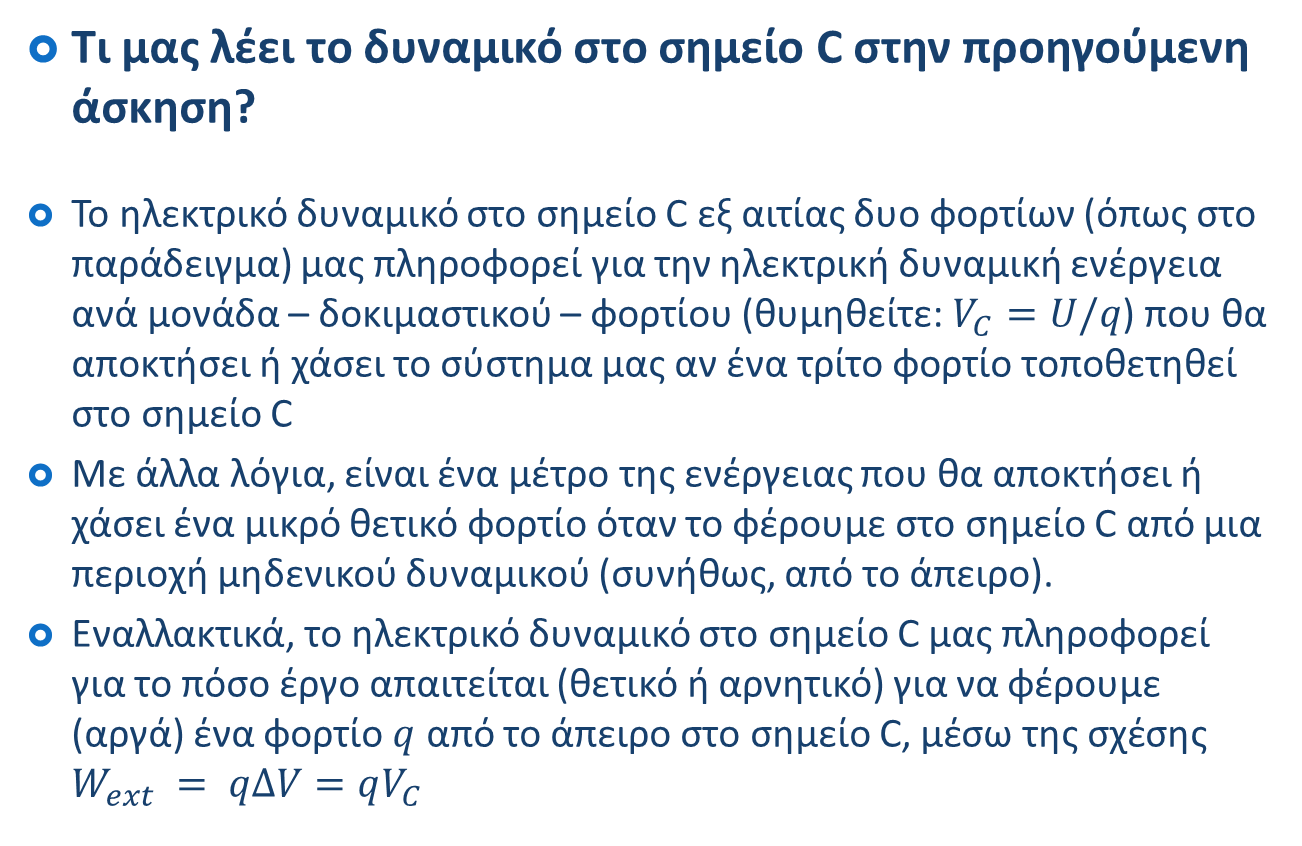 Τι μας λέει το δυναμικό στο σημείο C στην προηγούμενη
άσκηση?
Το ηλεκτρικό δυναμικό στο σημείο C εξ αιτίας δυο φορτίων (όπως στο
παράδειγμα) μας πληροφορεί για την ηλεκτρική δυναμική ενέργεια
ανά μονάδα – δοκιμαστικού – φορτίου (θυμηθείτε: $V_C = U/q$) που θα
αποκτήσει ή χάσει το σύστημα μας αν ένα τρίτο φορτίο τοποθετηθεί
στο σημείο C
Με άλλα λόγια, είναι ένα μέτρο της ενέργειας που θα αποκτήσει ή
χάσει ένα μικρό θετικό φορτίο όταν το φέρουμε στο σημείο C από μια
περιοχή μηδενικού δυναμικού (συνήθως, από το άπειρο).
Εναλλακτικά, το ηλεκτρικό δυναμικό στο σημείο C μας πληροφορεί
για το πόσο έργο απαιτείται (θετικό ή αρνητικό) για να φέρουμε
(αργά) ένα φορτίο $q$ από το άπειρο στο σημείο C, μέσω της σχέσης
$W_{ext} = q\Delta V = qV_C$